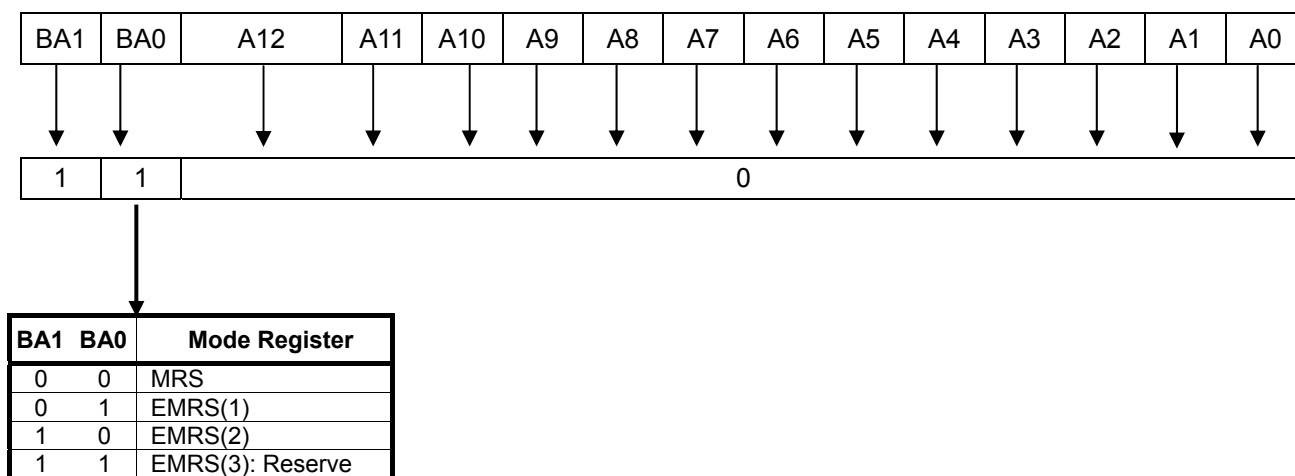 BA1 BA0 A12 A11 A10 A9 A8 A7 A6 A5 A4 A3 A2 A1 A0
1 1 0
BA1 BA0 Mode Register
0 0 MRS
0 1 EMRS(1)
1 0 EMRS(2)
1 1 EMRS(3): Reserve